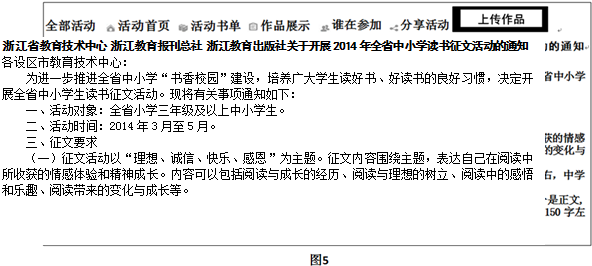 全部活动 活动首页 活动书单 作品展示 谁在参加 分享活动 上传作品
浙江省教育技术中心 浙江教育报刊总社 浙江教育出版社关于开展 2014 年全省中小学读书征文活动的通知
的通知
各设区市教育技术中心：
为进一步推进全省中小学“书香校园”建设，培养广大学生读好书、好读书的良好习惯，决定开
省中小学
展全省中小学生读书征文活动。现将有关事项通知如下：
一、活动对象：全省小学三年级及以上中小学生。
二、活动时间：2014 年 3 月至 5 月。
三、征文要求
获的情感
（一）征文活动以“理想、诚信、快乐、感恩”为主题。征文内容围绕主题，表达自己在阅读中
的变化与
所收获的情感体验和精神成长。内容可以包括阅读与成长的经历、阅读与理想的树立、阅读中的感悟
右，中学
和乐趣、阅读带来的变化与成长等。
是正文，
150 字左
图5